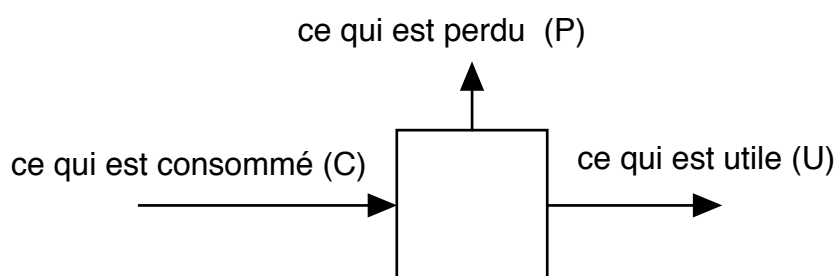 ce qui est perdu (P)
ce qui est consommé (C)
ce qui est utile (U)